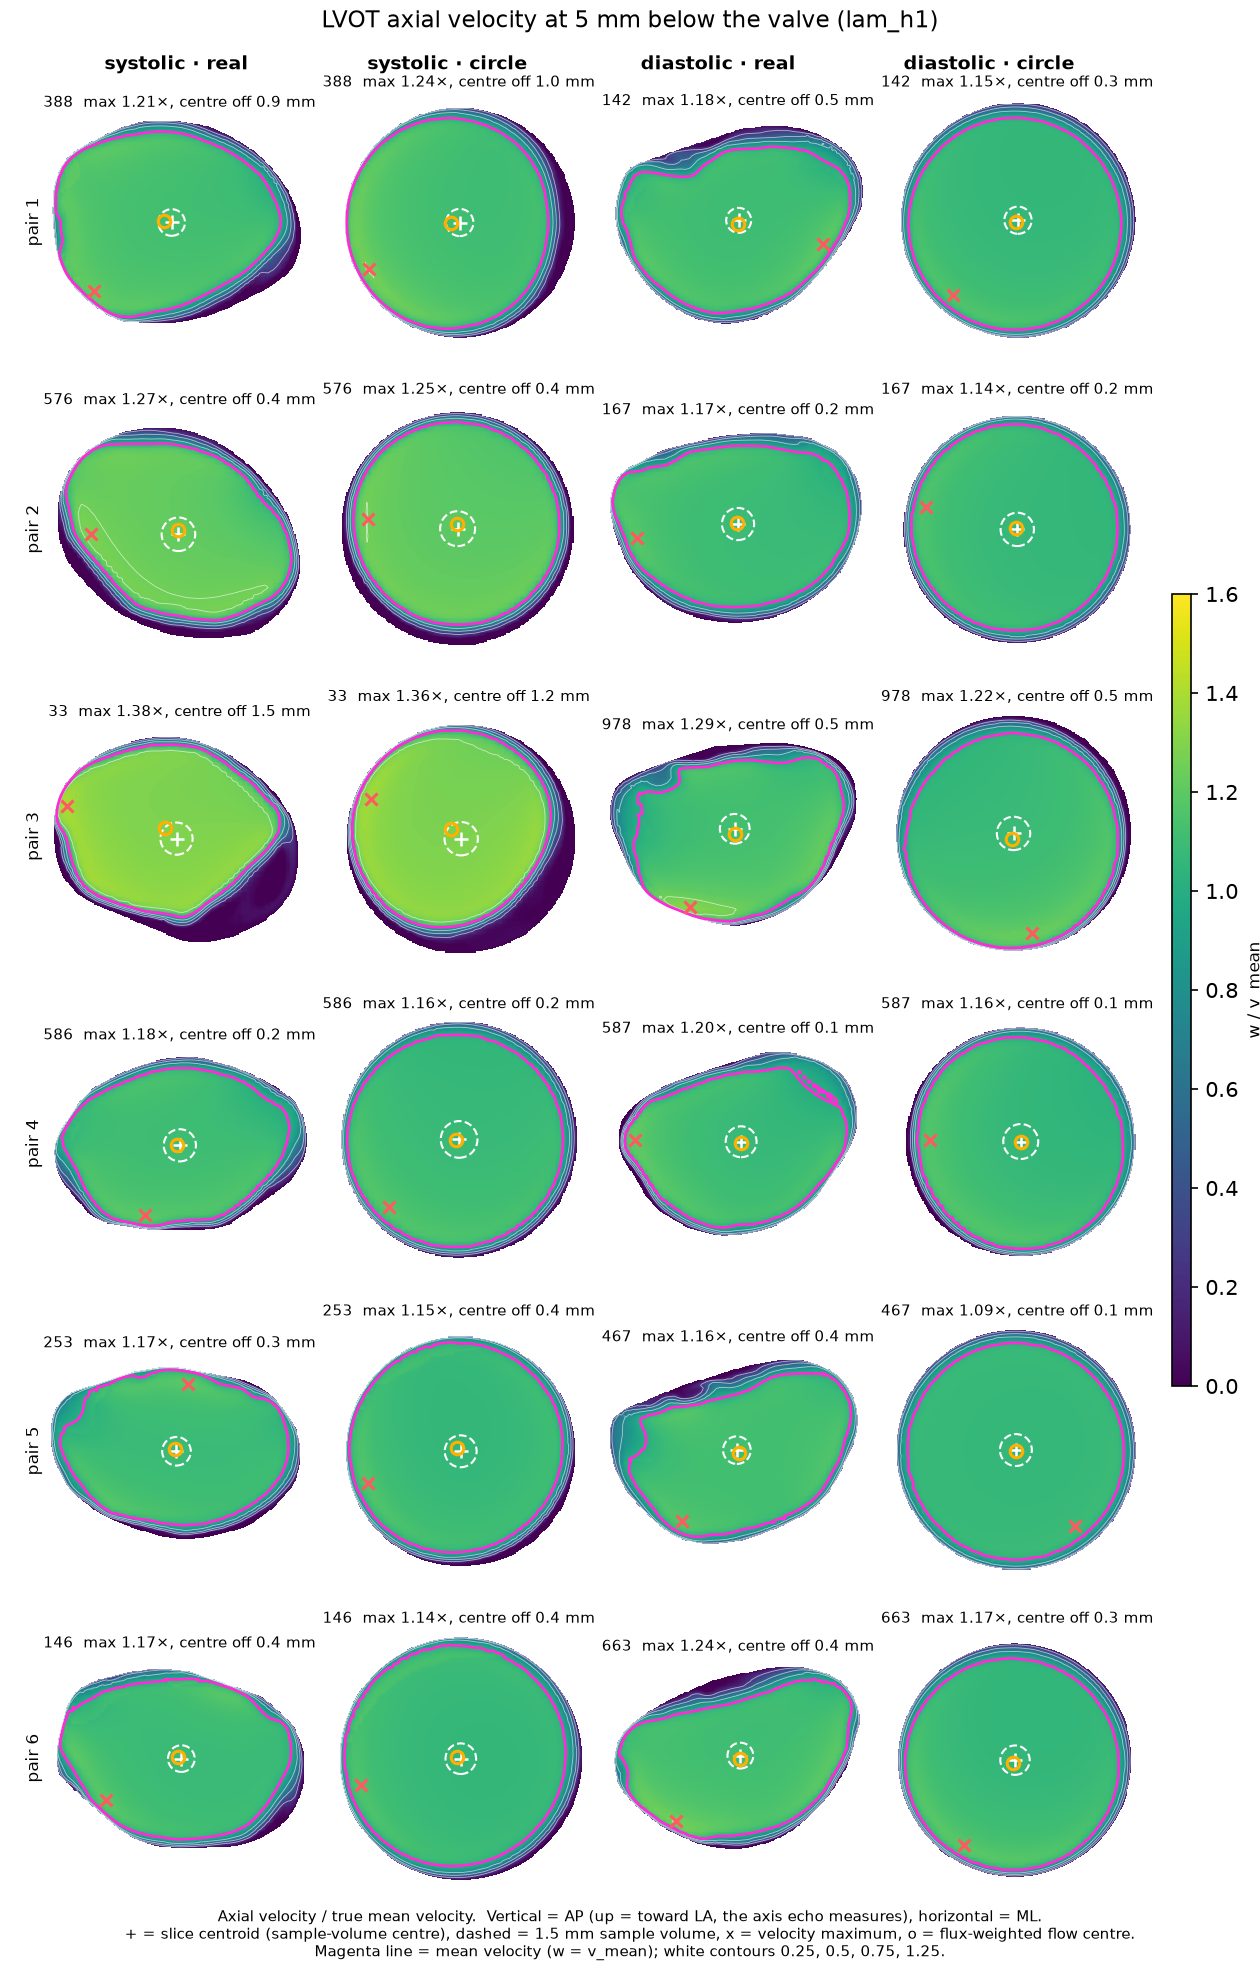 LVOT axial velocity at 5 mm below the valve (lam_h1)
systolic · real
systolic · circle
diastolic · real
diastolic · circle
pair 1
388 max 1.21×, centre off 0.9 mm
388 max 1.24×, centre off 1.0 mm
142 max 1.18×, centre off 0.5 mm
142 max 1.15×, centre off 0.3 mm
pair 2
576 max 1.27×, centre off 0.4 mm
576 max 1.25×, centre off 0.4 mm
167 max 1.17×, centre off 0.2 mm
167 max 1.14×, centre off 0.2 mm
pair 3
33 max 1.38×, centre off 1.5 mm
33 max 1.36×, centre off 1.2 mm
978 max 1.29×, centre off 0.5 mm
978 max 1.22×, centre off 0.5 mm
pair 4
586 max 1.18×, centre off 0.2 mm
586 max 1.16×, centre off 0.2 mm
587 max 1.20×, centre off 0.1 mm
587 max 1.16×, centre off 0.1 mm
pair 5
253 max 1.17×, centre off 0.3 mm
253 max 1.15×, centre off 0.4 mm
467 max 1.16×, centre off 0.4 mm
467 max 1.09×, centre off 0.1 mm
pair 6
146 max 1.17×, centre off 0.4 mm
146 max 1.14×, centre off 0.4 mm
663 max 1.24×, centre off 0.4 mm
663 max 1.17×, centre off 0.3 mm
1.6
1.4
1.2
1.0
0.8
0.6
0.4
0.2
0.0
w / v_mean
Axial velocity / true mean velocity. Vertical = AP (up = toward LA, the axis echo measures), horizontal = ML.
+ = slice centroid (sample-volume centre), dashed = 1.5 mm sample volume, x = velocity maximum, o = flux-weighted flow centre.
Magenta line = mean velocity (w = v_mean); white contours 0.25, 0.5, 0.75, 1.25.